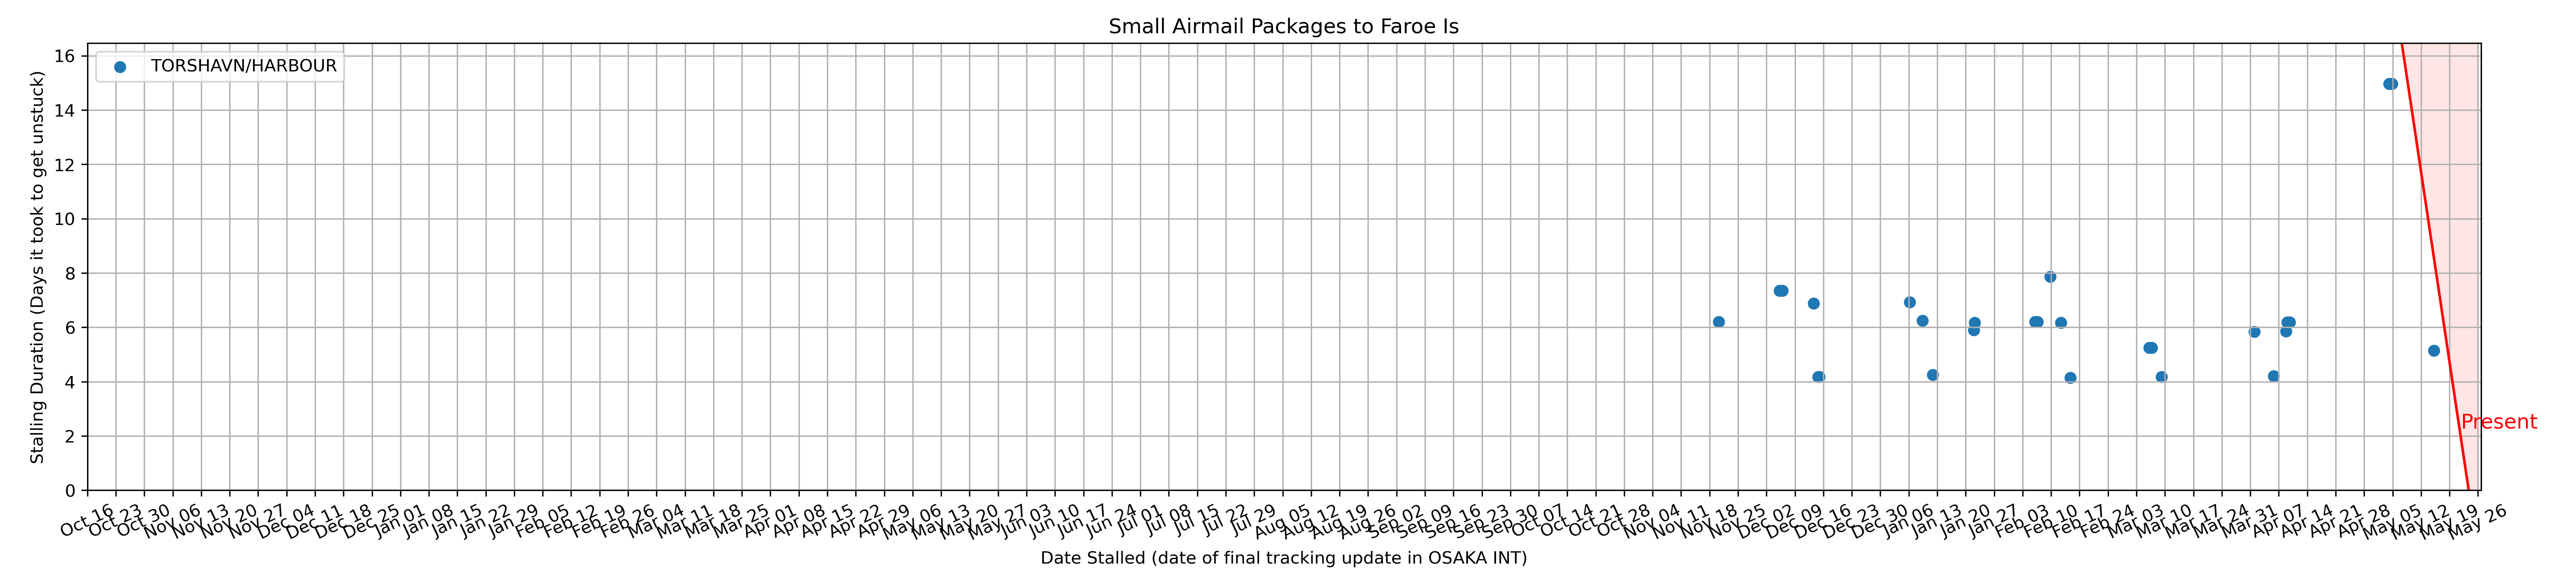 Small Airmail Packages to Faroe Is
TORSHAVN/HARBOUR
Stalling Duration (Days it took to get unstuck)
16
14
12
10
8
6
4
2
0
Present
Oct 16 Oct 23 Oct 30 Nov 06 Nov 13 Nov 20 Nov 27 Dec 04 Dec 11 Dec 18 Dec 25 Jan 01 Jan 08 Jan 15 Jan 22 Jan 29 Feb 05 Feb 12 Feb 19 Feb 26 Mar 04 Mar 11 Mar 18 Mar 25 Apr 01 Apr 08 Apr 15 Apr 22 Apr 29 May 06 May 13 May 20 May 27 Jun 03 Jun 10 Jun 17 Jun 24 Jul 01 Jul 08 Jul 15 Jul 22 Jul 29 Aug 05 Aug 12 Aug 19 Aug 26 Sep 02 Sep 09 Sep 16 Sep 23 Sep 30 Oct 07 Oct 14 Oct 21 Oct 28 Nov 04 Nov 11 Nov 18 Nov 25 Dec 02 Dec 09 Dec 16 Dec 23 Dec 30 Jan 06 Jan 13 Jan 20 Jan 27 Feb 03 Feb 10 Feb 17 Feb 24 Mar 03 Mar 10 Mar 17 Mar 24 Mar 31 Apr 07 Apr 14 Apr 21 Apr 28 May 05 May 12 May 19 May 26
Date Stalled (date of final tracking update in OSAKA INT)